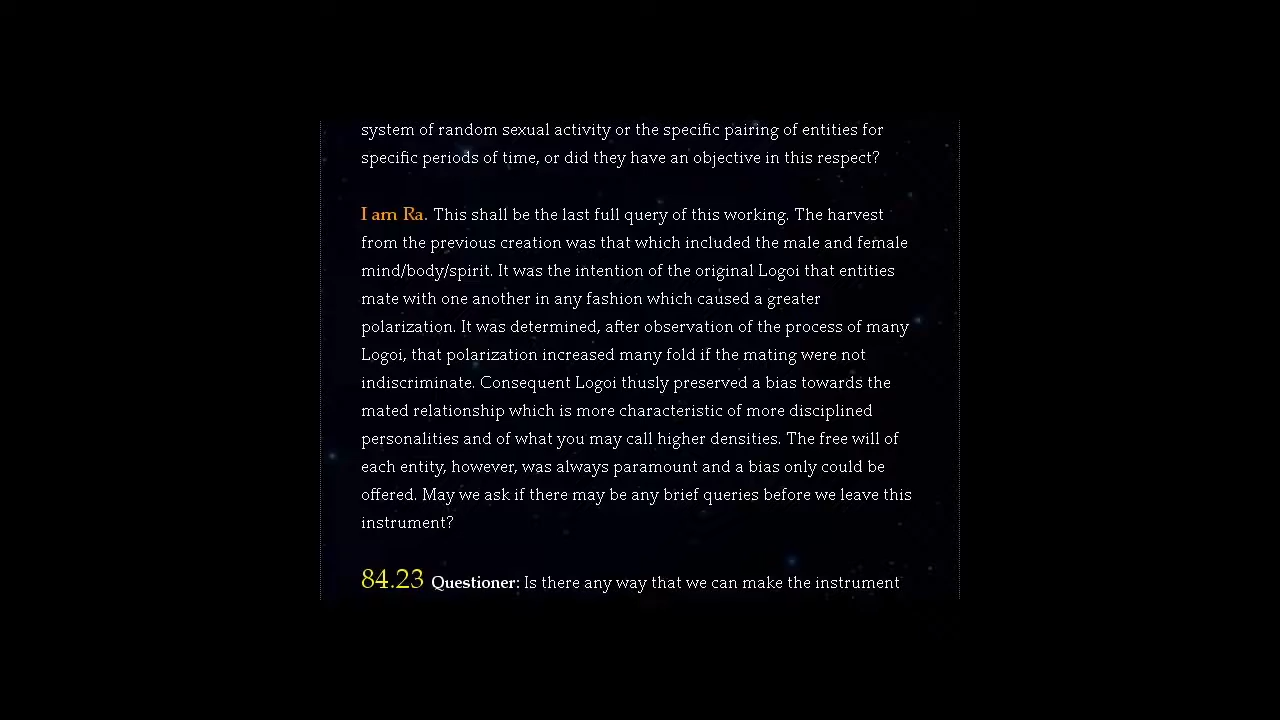 system of random sexual activity or the specific pairing of entities for
specific periods of time, or did they have an objective in this respect?
I am Ra. This shall be the last full query of this working. The harvest
from the previous creation was that which included the male and female
mind/body/spirit. It was the intention of the original Logoi that entities
mate with one another in any fashion which caused a greater
polarization. It was determined, after observation of the process of many
Logoi, that polarization increased many fold if the mating were not
indiscriminate. Consequent Logoi thusly preserved a bias towards the
mated relationship which is more characteristic of more disciplined
personalities and of what you may call higher densities. The free will of
each entity, however, was always paramount and a bias only could be
offered. May we ask if there may be any brief queries before we leave this
instrument?
84.23 Questioner: Is there any way that we can make the instrument